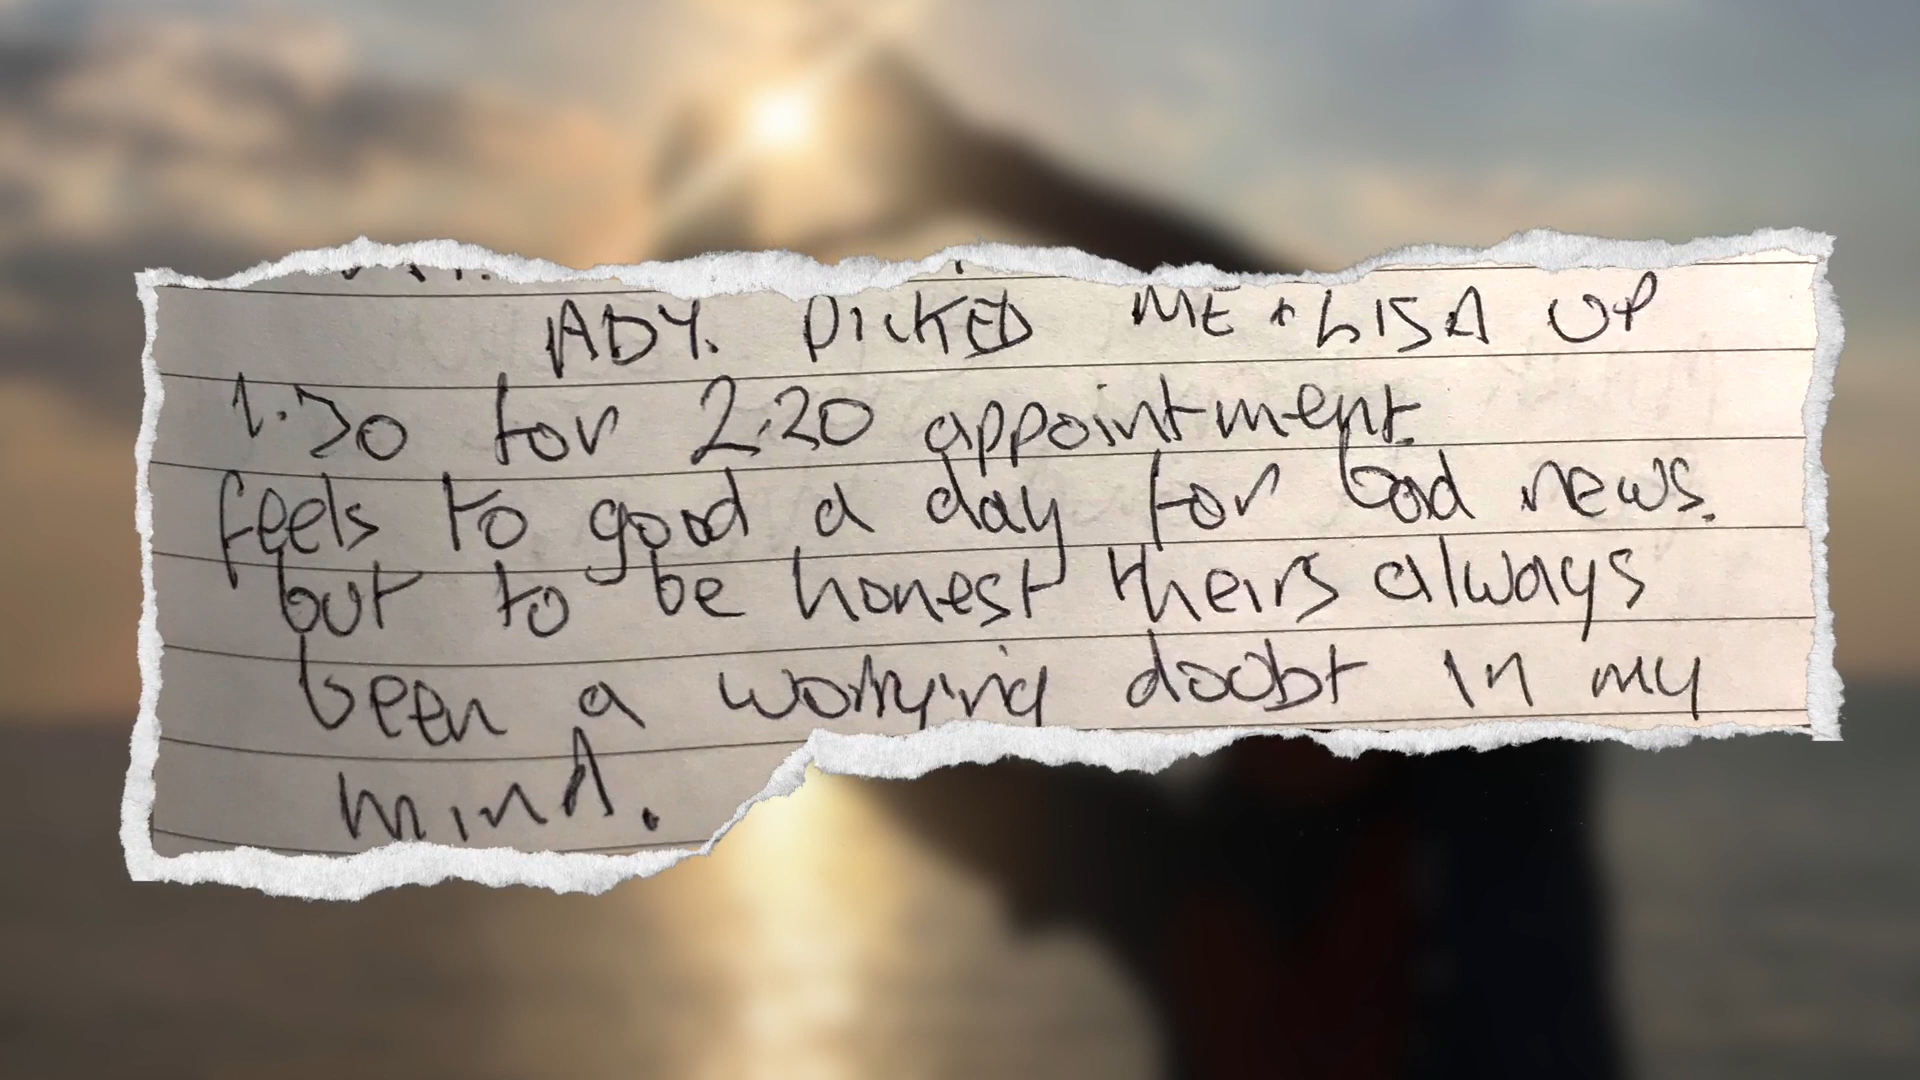 ADY. PICKED ME + LISA UP
1.30 for 2.20 appointment.
feels to good a day for bad news.
but to be honest theirs always
been a worrying doubt in my
mind.